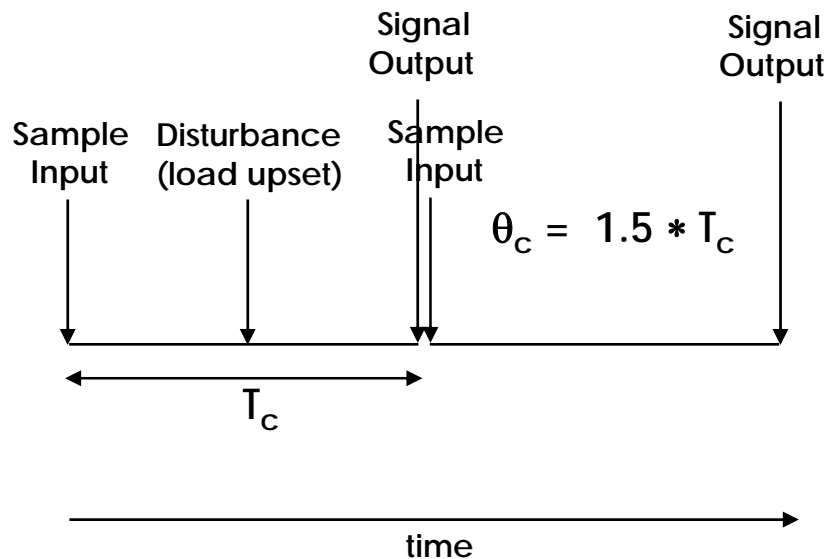 Signal
Output
Signal
Output
Sample
Input
Disturbance
(load upset)
Sample
Input
θc = 1.5 * Tc
Tc
time